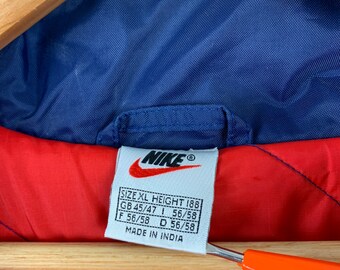 NIKE®
SIZE XL HEIGHT 188
GB 45/47 I 56/58
F 56/58 D 56/58
MADE IN INDIA